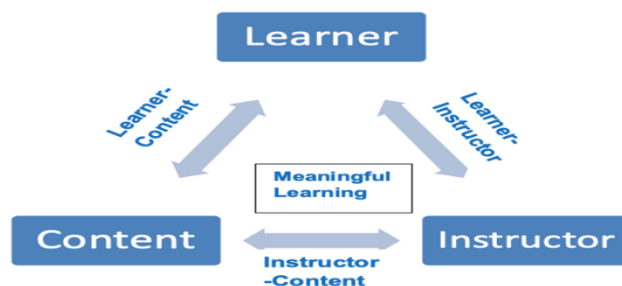 Learner
Learner-
Content
Learner-
Instructor
Meaningful
Learning
Content
Instructor
Instructor
-Content